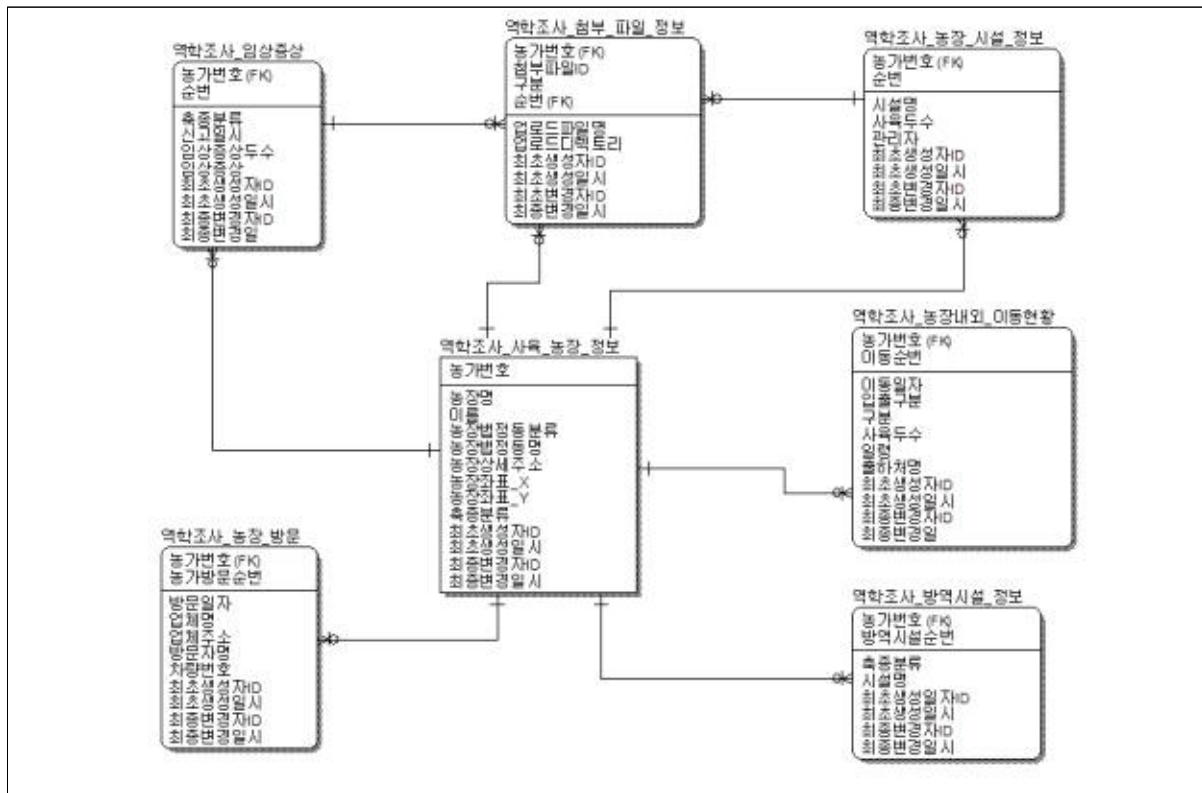 역학조사_임상증상
농가번호 (FK)
순번
축종분류
신고일시
임상증상두수
임상증상
최초생성자ID
최초생성일시
최종변경자ID
최종변경일
역학조사_첨부_파일_정보
농가번호 (FK)
첨부파일ID
구분
순번 (FK)
업로드파일명
업로드디렉토리
최초생성자ID
최초생성일시
최초변경자ID
최종변경일시
역학조사_농장_시설_정보
농가번호 (FK)
순번
시설명
사육두수
관리자
최초생성자ID
최초생성일시
최초변경자ID
최종변경일시
역학조사_사육_농장_정보
농가번호
농장명
이름
농장법정동분류
농장법정동명
농장상세주소
농장좌표_X
농장좌표_Y
축종분류
최초생성자ID
최초생성일시
최종변경자ID
최종변경일시
역학조사_농장내외_이동현황
농가번호 (FK)
이동순번
이동일자
입출구분
구분
사육두수
일령
출하처명
최초생성자ID
최초생성일시
최종변경자ID
최종변경일
역학조사_농장_방문
농가번호 (FK)
농가방문순번
방문일자
업체명
업체주소
방문자명
차량번호
최초생성자ID
최초생성일시
최종변경자ID
최종변경일시
역학조사_방역시설_정보
농가번호 (FK)
방역시설순번
축종분류
시설명
최초생성일자ID
최초생성일시
최종변경자ID
최종변경일시